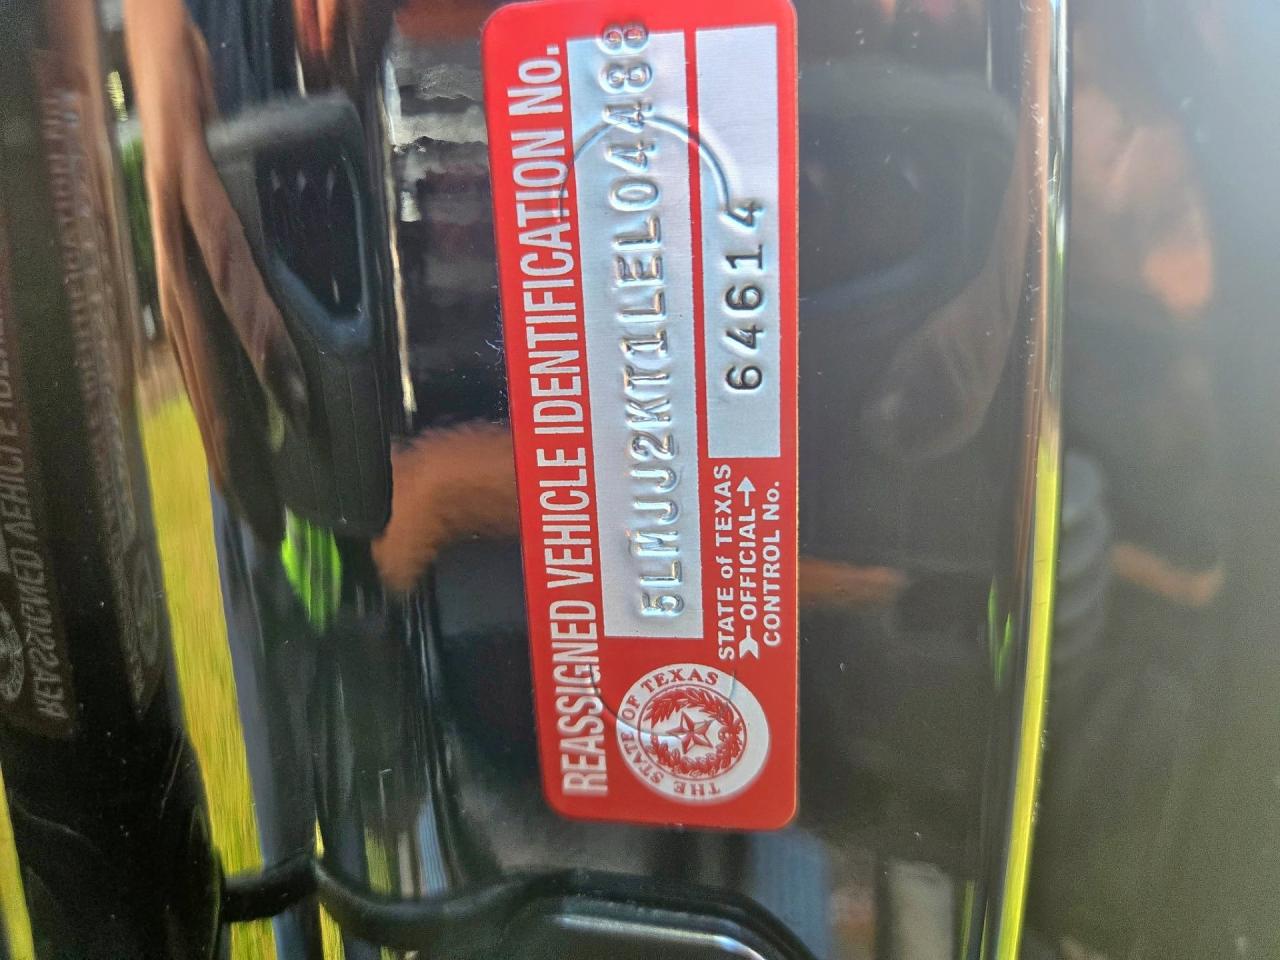 REASSIGNED VEHICLE IDENTIFICATION No.
5LMJJ2KT1LEL04488
THE STATE OF TEXAS
STATE of TEXAS
OFFICIAL
CONTROL No.
64614